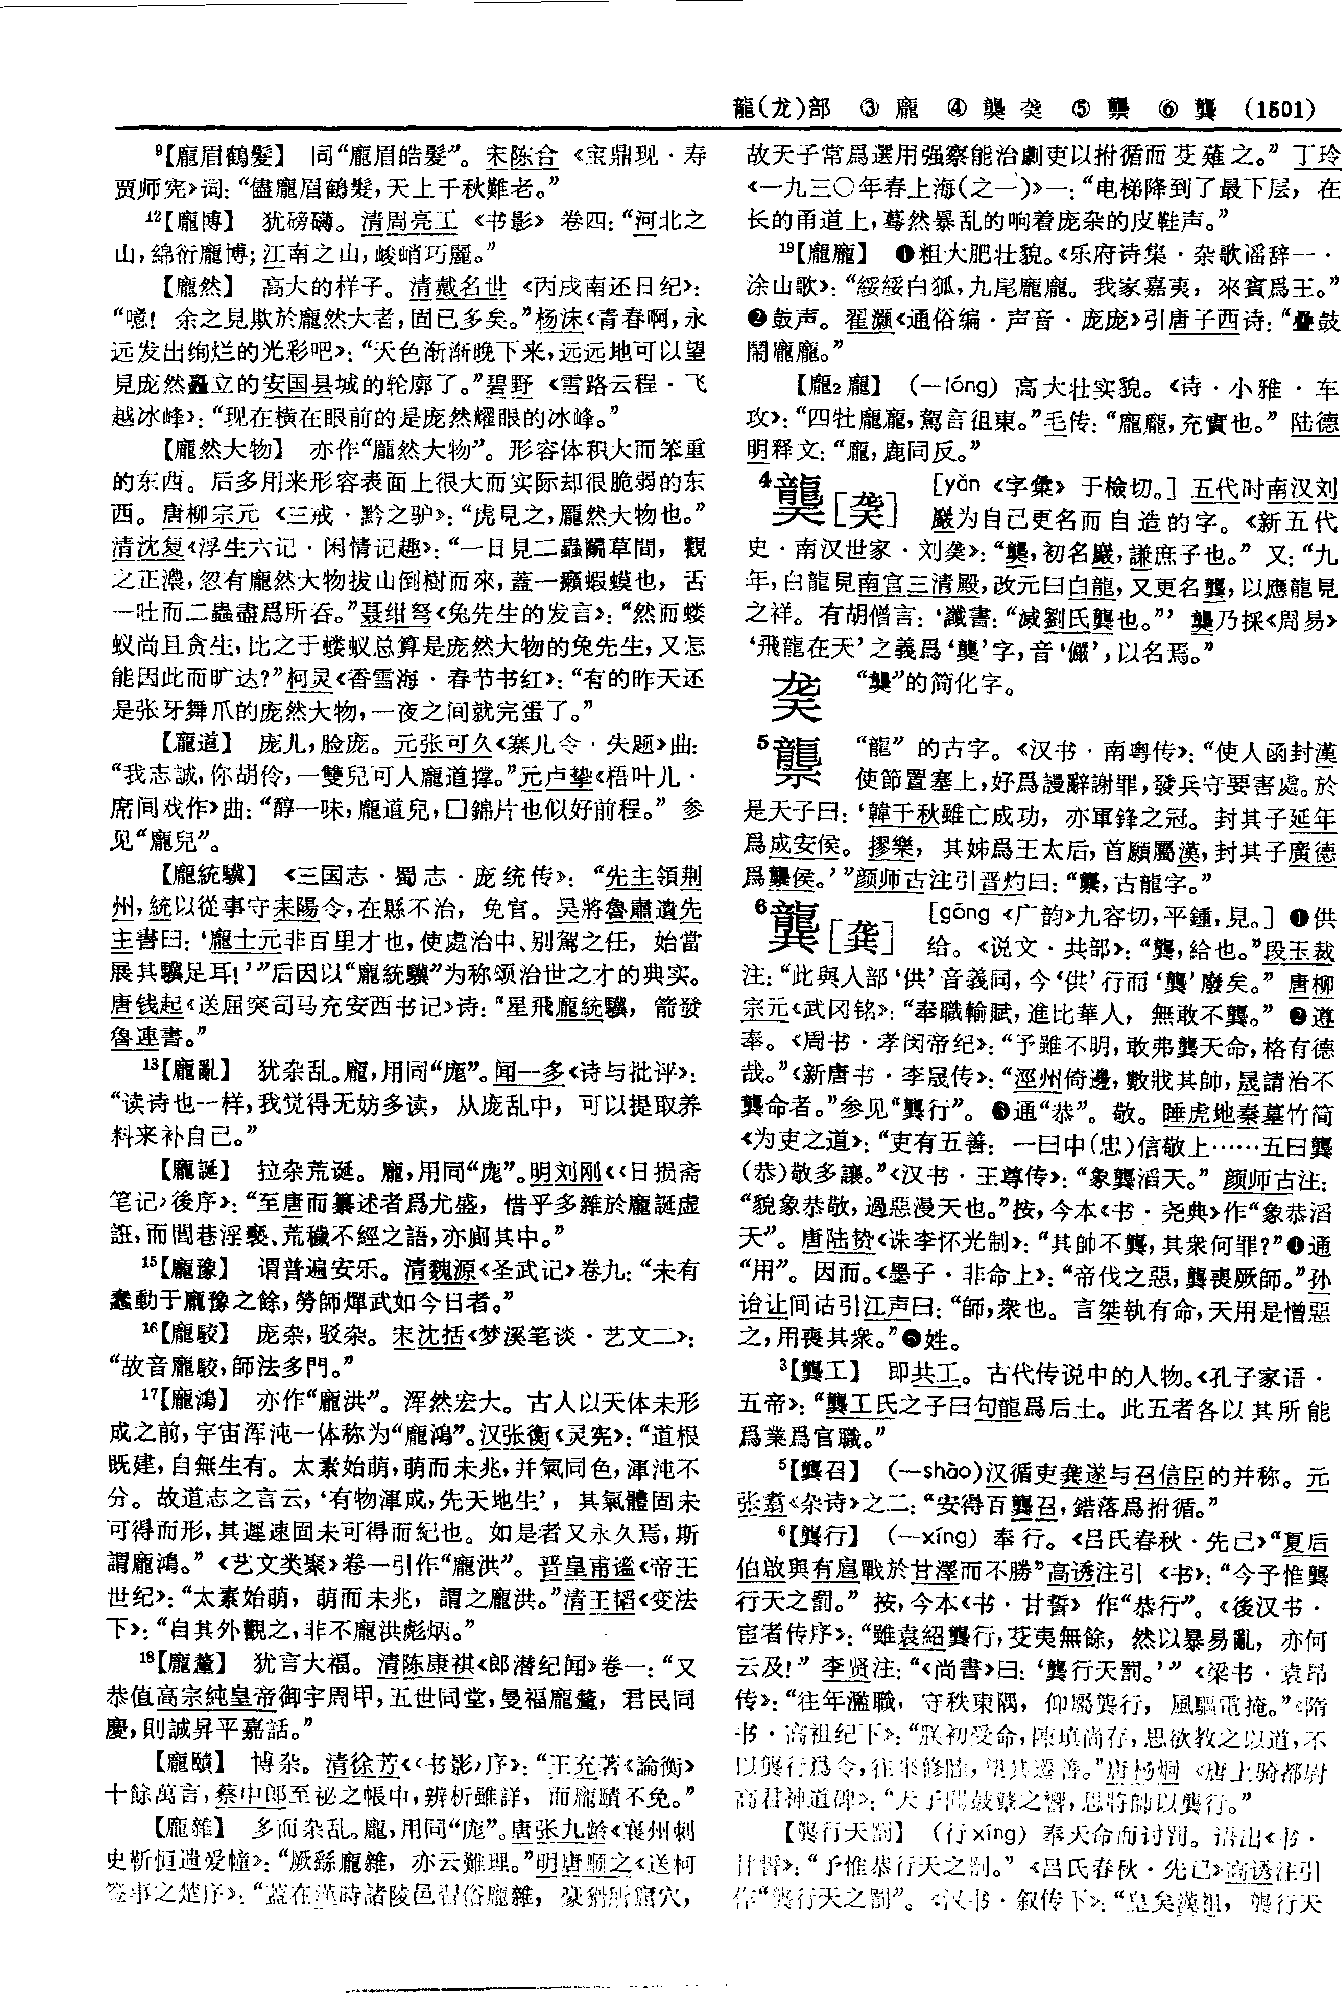 龍(龙)部　③龐　④龑䶮　⑤龒　⑥龔　(1501)
⁹【龐眉鶴髮】　同“龐眉皓髮”。宋陈合《宝鼎现·寿
贾师宪》词：“儘龐眉鶴髮，天上千秋難老。”
¹²【龐博】　犹磅礴。清周亮工《书影》卷四：“河北之
山，綿衍龐博；江南之山，峻峭巧麗。”
【龐然】　高大的样子。清戴名世《丙戌南还日纪》：
“噫！余之見欺於龐然大者，固已多矣。”杨沫《青春啊，永
远发出绚烂的光彩吧》：“天色渐渐晚下来，远远地可以望
見庞然矗立的安国县城的轮廓了。”碧野《雪路云程·飞
越冰峰》：“现在横在眼前的是庞然耀眼的冰峰。”
【龐然大物】　亦作“龎然大物”。形容体积大而笨重
的东西。后多用来形容表面上很大而实际却很脆弱的东
西。唐柳宗元《三戒·黔之驴》：“虎見之，龎然大物也。”
清沈复《浮生六记·闲情记趣》：“一日見二蟲鬬草間，觀
之正濃，忽有龐然大物拔山倒樹而來，蓋一癩蝦蟆也，舌
一吐而二蟲盡爲所吞。”聂绀弩《兔先生的发言》：“然而蝼
蚁尚且贪生，比之于蝼蚁总算是庞然大物的兔先生，又怎
能因此而旷达？”柯灵《香雪海·春节书红》：“有的昨天还
是张牙舞爪的庞然大物，一夜之间就完蛋了。”
【龐道】　庞儿，脸庞。元张可久《寨儿令·失题》曲：
“我志誠，你胡伶，一雙兒可人龐道撑。”元卢挚《梧叶儿·
席间戏作》曲：“醇一味，龐道兒，□錦片也似好前程。”参
见“龐兒”。
【龐統驥】　《三国志·蜀志·庞统传》：“先主領荆
州，統以從事守耒陽令，在縣不治，免官。吴將魯肅遺先
主書曰：‘龐士元非百里才也，使處治中、别駕之任，始當
展其驥足耳！’”后因以“龐統驥”为称颂治世之才的典实。
唐钱起《送屈突司马充安西书记》诗：“星飛龐統驥，箭發
魯連書。”
¹³【龐亂】　犹杂乱。龐，用同“庬”。闻一多《诗与批评》：
“读诗也一样，我觉得无妨多读，从庞乱中，可以提取养
料来补自己。”
【龐誕】　拉杂荒诞。龐，用同“庬”。明刘刚《〈日损斋
笔记〉後序》：“至唐而纂述者爲尤盛，惜乎多雜於龐誕虚
誑，而閭巷淫褻、荒穢不經之語，亦厠其中。”
¹⁵【龐豫】　谓普遍安乐。清魏源《圣武记》卷九：“未有
蠢動于龐豫之餘，勞師燀武如今日者。”
¹⁶【龐駮】　庞杂，驳杂。宋沈括《梦溪笔谈·艺文二》：
“故音龐駮，師法多門。”
¹⁷【龐鴻】　亦作“龐洪”。浑然宏大。古人以天体未形
成之前，宇宙浑沌一体称为“龐鴻”。汉张衡《灵宪》：“道根
既建，自無生有。太素始萌，萌而未兆，并氣同色，渾沌不
分。故道志之言云，‘有物渾成，先天地生’，其氣體固未
可得而形，其遲速固未可得而紀也。如是者又永久焉，斯
謂龐鴻。”《艺文类聚》卷一引作“龐洪”。晋皇甫谧《帝王
世纪》：“太素始萌，萌而未兆，謂之龐洪。”清王韬《变法
下》：“自其外觀之，非不龐洪彪炳。”
¹⁸【龐釐】　犹言大福。清陈康祺《郎潜纪闻》卷一：“又
恭值高宗純皇帝御宇周甲，五世同堂，曼福龐釐，君民同
慶，則誠昇平嘉話。”
【龐賾】　博杂。清徐芳《〈书影〉序》：“王充著《論衡》
十餘萬言，蔡中郎至祕之帳中，辨析雖詳，而龐賾不免。”
【龐雜】　多而杂乱。龐，用同“庬”。唐张九龄《襄州刺
史靳恒遗爱幢》：“厥繇龐雜，亦云難理。”明唐顺之《送柯
佥事之楚序》：“蓋在漢時諸陵邑習俗龐雜，豪猾所窟穴，
故天子常爲選用强察能治劇吏以拊循而艾薙之。”丁玲
《一九三〇年春上海(之一)》一：“电梯降到了最下层，在
长的甬道上，蓦然暴乱的响着庞杂的皮鞋声。”
¹⁹【龐龐】　❶粗大肥壮貌。《乐府诗集·杂歌谣辞一·
涂山歌》：“綏綏白狐，九尾龐龐。我家嘉夷，來賓爲王。”
❷鼓声。翟灏《通俗编·声音·庞庞》引唐子西诗：“疊鼓
鬧龐龐。”
【龐₂龐】　(—lóng)高大壮实貌。《诗·小雅·车
攻》：“四牡龐龐，駕言徂東。”毛传：“龐龐，充實也。”陆德
明释文：“龐，鹿同反。”
⁴龑[䶮]　[yǎn《字彙》于檢切。]五代时南汉刘
巖为自己更名而自造的字。《新五代
史·南汉世家·刘䶮》：“龑，初名巖，謙庶子也。”又：“九
年，白龍見南宫三清殿，改元曰白龍，又更名龑，以應龍見
之祥。有胡僧言：‘讖書：“滅劉氏龑也。”’龑乃採《周易》
‘飛龍在天’之義爲‘龑’字，音‘儼’，以名焉。”
䶮　“龑”的简化字。
⁵龒　“龍”的古字。《汉书·南粤传》：“使人函封漢
使節置塞上，好爲謾辭謝罪，發兵守要害處。於
是天子曰：‘韓千秋雖亡成功，亦軍鋒之冠。封其子延年
爲成安侯。摎樂，其姊爲王太后，首願屬漢，封其子廣德
爲龒侯。’”颜师古注引晋灼曰：“龒，古龍字。”
⁶龔[龚]　[gōng《广韵》九容切，平鍾，見。]❶供
给。《说文·共部》：“龔，給也。”段玉裁
注：“此與人部‘供’音義同，今‘供’行而‘龔’廢矣。”唐柳
宗元《武冈铭》：“奉職輸賦，進比華人，無敢不龔。”❷遵
奉。《周书·孝闵帝纪》：“予雖不明，敢弗龔天命，格有德
哉。”《新唐书·李晟传》：“涇州倚邊，數戕其帥，晟請治不
龔命者。”参见“龔行”。❸通“恭”。敬。睡虎地秦墓竹简
《为吏之道》：“吏有五善：一曰中(忠)信敬上……五曰龔
(恭)敬多讓。”《汉书·王尊传》：“象龔滔天。”颜师古注：
“貌象恭敬，過惡漫天也。”按，今本《书·尧典》作“象恭滔
天”。唐陆贽《诛李怀光制》：“其帥不龔，其衆何罪？”❹通
“用”。因而。《墨子·非命上》：“帝伐之惡，龔喪厥師。”孙
诒让间诂引江声曰：“師，衆也。言桀執有命，天用是憎惡
之，用喪其衆。”❺姓。
³【龔工】　即共工。古代传说中的人物。《孔子家语·
五帝》：“龔工氏之子曰句龍爲后土。此五者各以其所能
爲業爲官職。”
⁵【龔召】　(—shào)汉循吏龚遂与召信臣的并称。元
张翥《杂诗》之二：“安得百龔召，錯落爲拊循。”
⁶【龔行】　(—xíng)奉行。《吕氏春秋·先己》“夏后
伯啟與有扈戰於甘澤而不勝”高诱注引《书》：“今予惟龔
行天之罰。”按，今本《书·甘誓》作“恭行”。《後汉书·
宦者传序》：“雖袁紹龔行，芟夷無餘，然以暴易亂，亦何
云及！”李贤注：“《尚書》曰：‘龔行天罰。’”《梁书·袁昂
传》：“往年濫職，守秩東隅，仰屬龔行，風驅電掩。”《隋
书·高祖纪下》：“朕初受命，陳頊尚存，思欲教之以道，不
以龔行爲令，往來修睦，望其遷善。”唐杨炯《唐上骑都尉
高君神道碑》：“天子聞鼓鼙之響，思將帥以龔行。”
【龔行天罰】　(行xíng)奉天命而讨罚。语出《书·
甘誓》：“予惟恭行天之罰。”《吕氏春秋·先己》高诱注引
作“龔行天之罰”。《汉书·叙传下》：“皇矣漢祖，龔行天